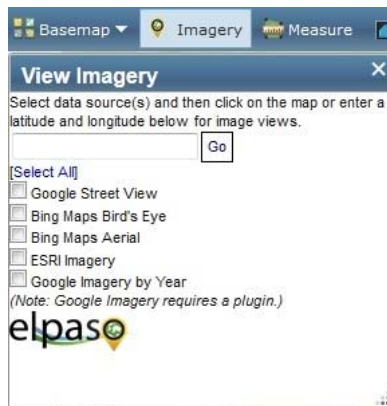 Basemap Imagery Measure
View Imagery
Select data source(s) and then click on the map or enter a
latitude and longitude below for image views.
Go
[Select All]
Google Street View
Bing Maps Bird's Eye
Bing Maps Aerial
ESRI Imagery
Google Imagery by Year
(Note: Google Imagery requires a plugin.)
elpaso